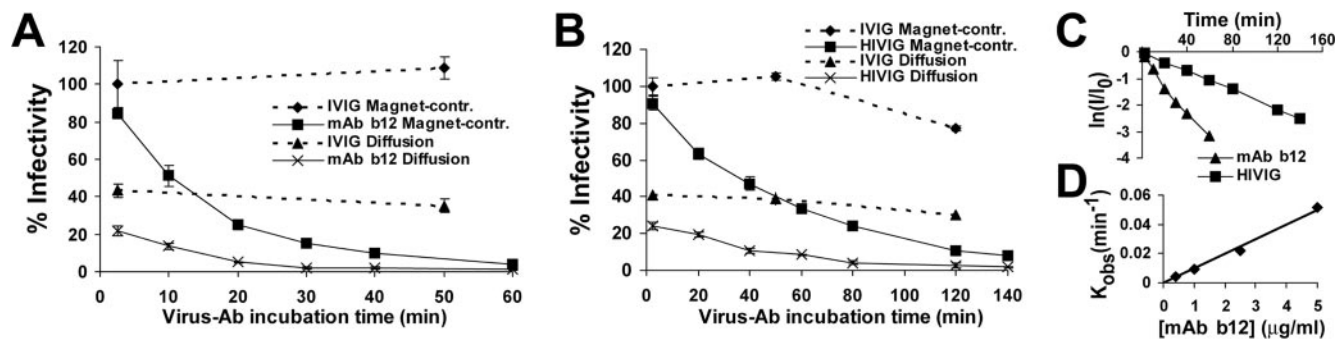 A
120
100
80
60
40
20
0
% Infectivity
IVIG Magnet-contr.
mAb b12 Magnet-contr.
IVIG Diffusion
mAb b12 Diffusion
0 10 20 30 40 50 60
Virus-Ab incubation time (min)
B
120
100
80
60
40
20
0
% Infectivity
IVIG Magnet-contr.
HIVIG Magnet-contr.
IVIG Diffusion
HIVIG Diffusion
0 20 40 60 80 100 120 140
Virus-Ab incubation time (min)
C
Time (min)
40 80 120 160
0
-1
-2
-3
-4
ln(I/I0)
mAb b12
HIVIG
D
0.06
0.04
0.02
0
Kobs(min-1)
0 1 2 3 4 5
[mAb b12] (μg/ml)